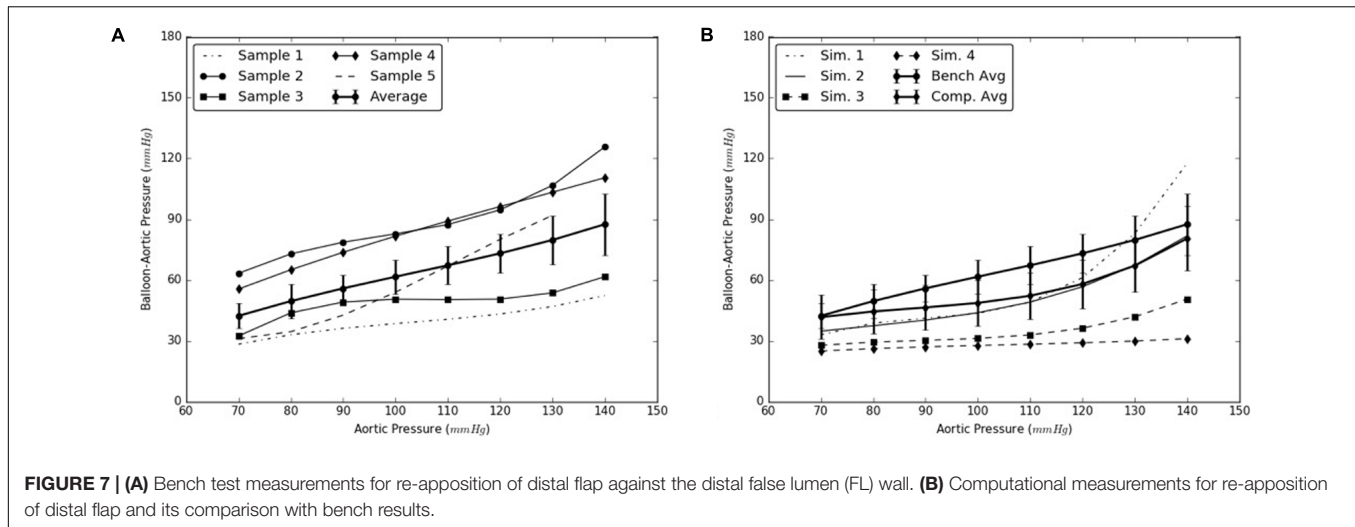 A
180
150
120
90
60
30
0
Balloon-Aortic Pressure (mmHg)
Sample 1
Sample 2
Sample 3
Sample 4
Sample 5
Average
60 70 80 90 100 110 120 130 140 150
Aortic Pressure (mmHg)
B
180
150
120
90
60
30
0
Balloon-Aortic Pressure (mmHg)
Sim. 1
Sim. 2
Sim. 3
Sim. 4
Bench Avg
Comp. Avg
60 70 80 90 100 110 120 130 140 150
Aortic Pressure (mmHg)
FIGURE 7 | (A) Bench test measurements for re-apposition of distal flap against the distal false lumen (FL) wall. (B) Computational measurements for re-apposition
of distal flap and its comparison with bench results.